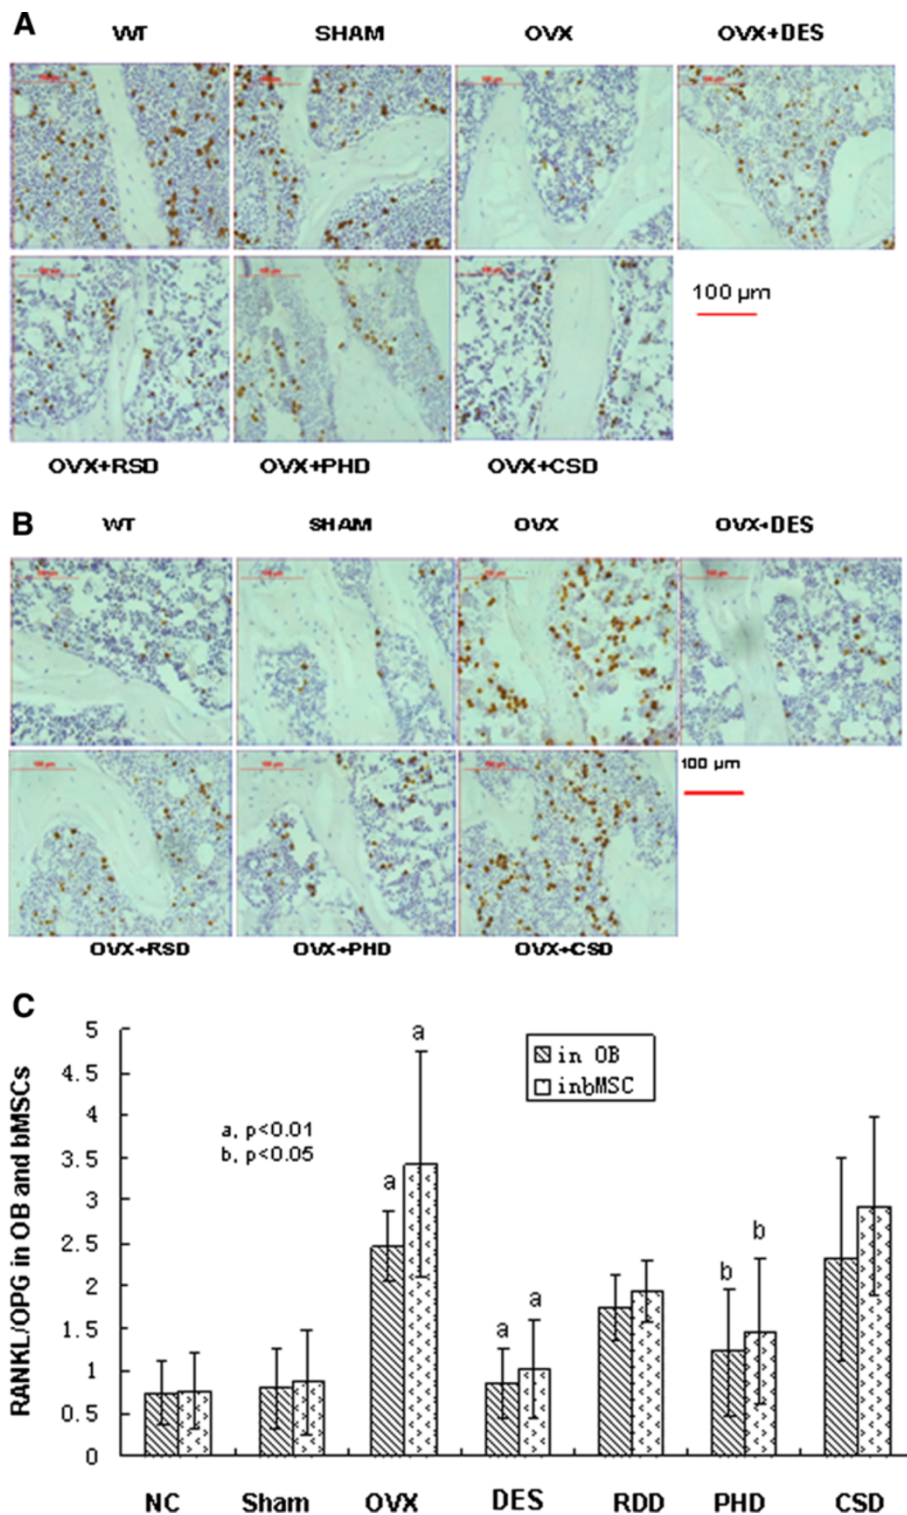 A
WT SHAM OVX OVX+DES
100 µm
OVX+RSD OVX+PHD OVX+CSD
B
WT SHAM OVX OVX+DES
100 µm
OVX+RSD OVX+PHD OVX+CSD
C
RANKL/OPG in OB and bMSCs
5
4.5
4
3.5
3
2.5
2
1.5
1
0.5
0
a, p<0.01
b, p<0.05
in OB
inbMSC
a
a
a
a
b
b
NC Sham OVX DES RDD PHD CSD